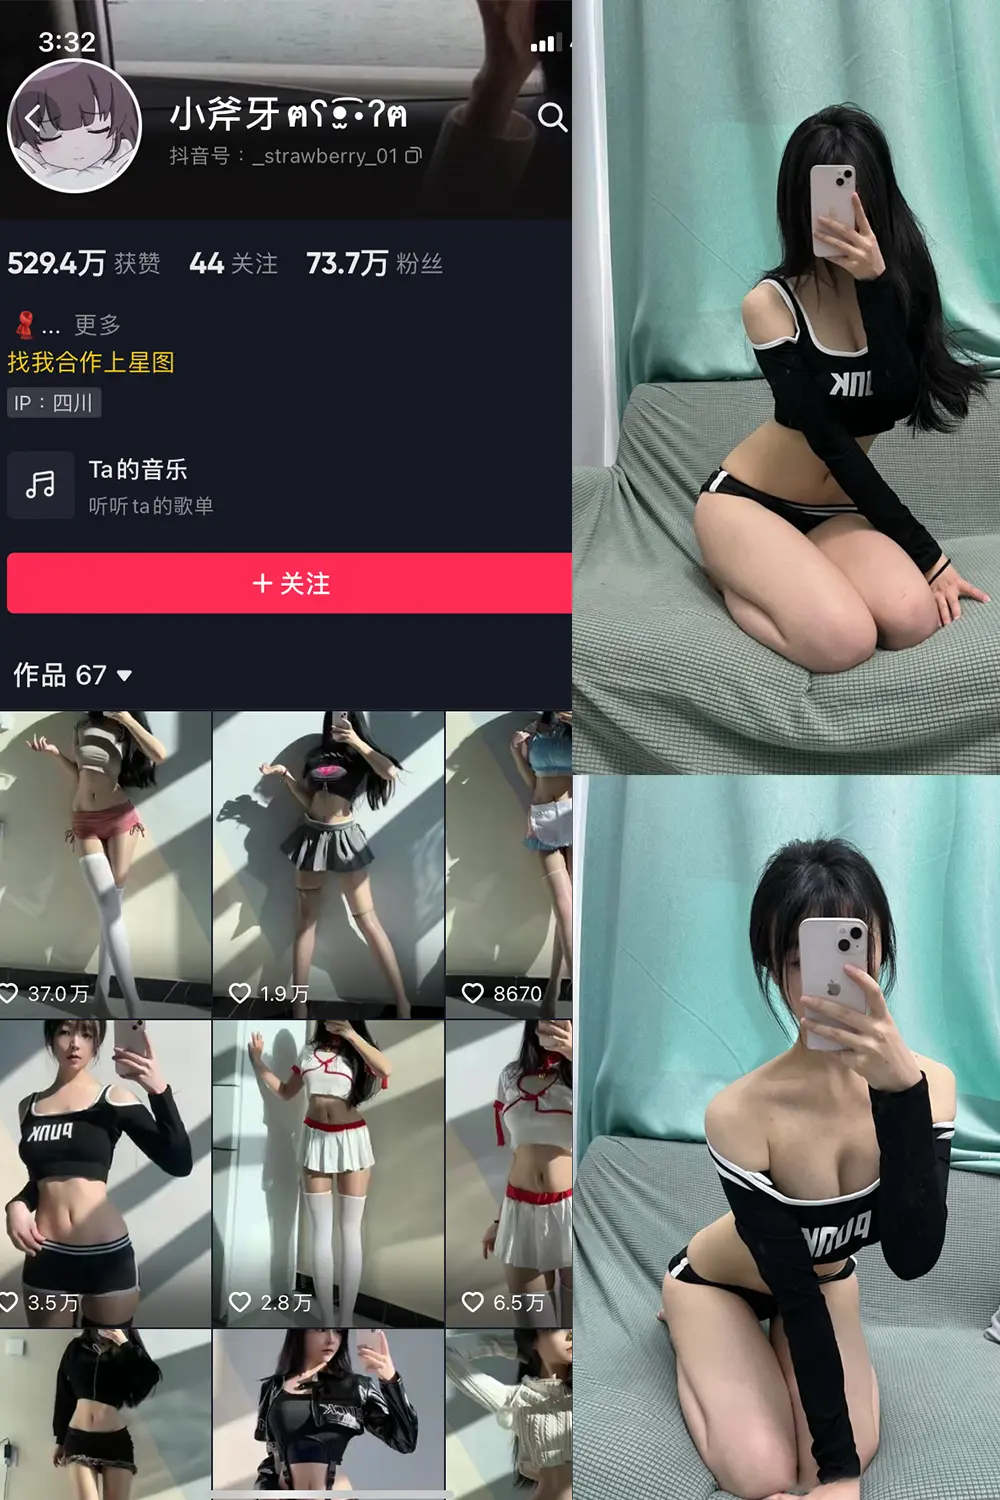 3:32
小斧牙ฅʕ•̫͡•ʔฅ
抖音号：_strawberry_01
529.4万 获赞 44 关注 73.7万 粉丝
... 更多
找我合作上星图
IP：四川
Ta的音乐
听听ta的歌单
+ 关注
作品 67
37.0万
1.9万
8670
PUNK
3.5万
2.8万
6.5万
PUNK